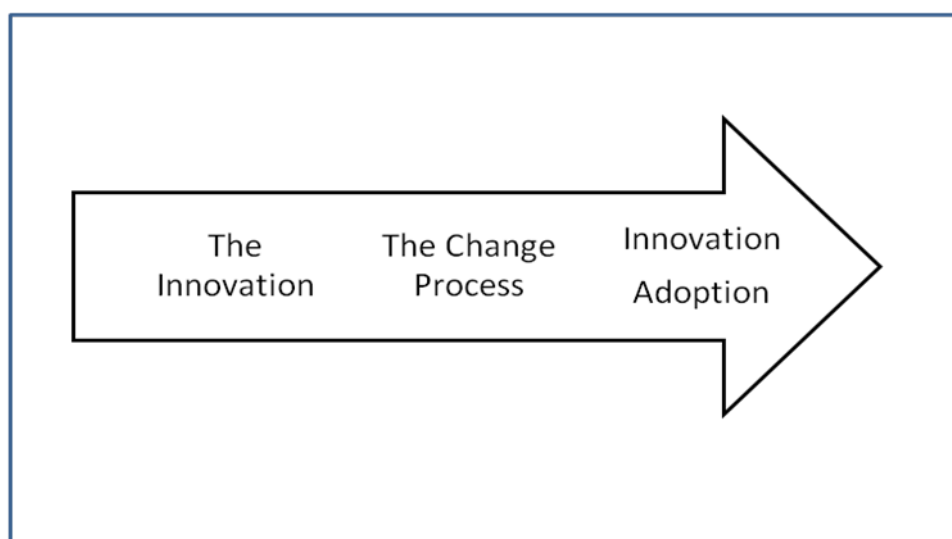 The
Innovation
The Change
Process
Innovation
Adoption